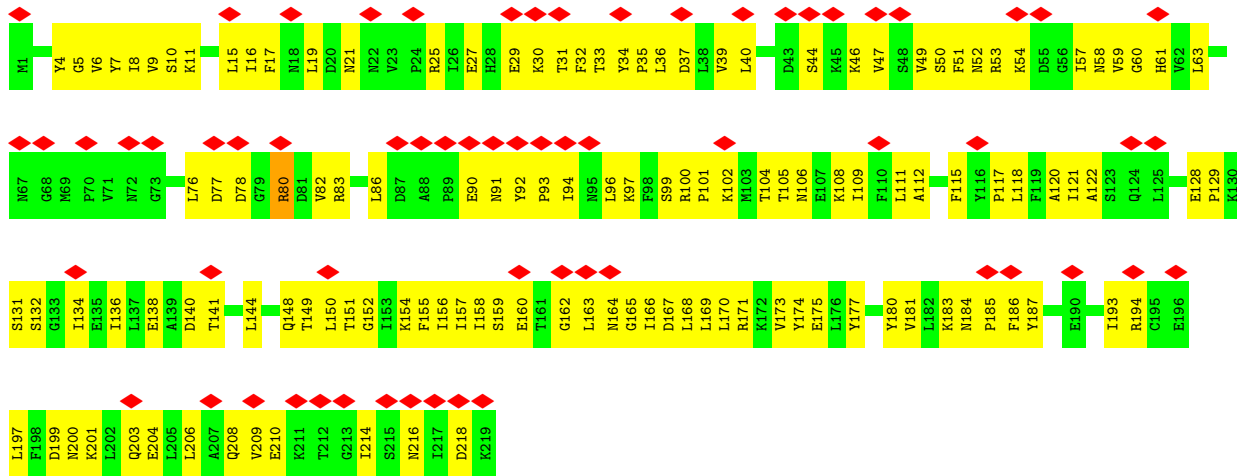 M1 Y4 G5 V6 Y7 I8 V9 S10 K11 L15 I16 F17 N18 L19 D20 N21 N22 V23 P24 R25 I26 E27 H28 E29 K30 T31 F32 T33 Y34 P35 L36 D37 L38 V39 L40 D43 S44 K45 K46 V47 S48 V49 S50 F51 N52 R53 K54 D55 G56 I57 N58 V59 G60 H61 V62 L63
N67 G68 M69 P70 V71 N72 G73 L76 D77 D78 G79 R80 D81 V82 R83 L86 D87 A88 P89 E90 N91 Y92 P93 I94 N95 L96 K97 F98 S99 R100 P101 K102 M103 T104 T105 N106 E107 K108 I109 F110 L111 A112 F115 Y116 P117 L118 F119 A120 I121 A122 S123 Q124 L125 E128 P129 K130
S131 S132 G133 I134 E135 I136 L137 E138 A139 D140 T141 L144 Q148 T149 L150 T151 G152 I153 K154 F155 I156 I157 I158 S159 E160 T161 G162 L163 N164 G165 I166 D167 L168 L169 L170 R171 K172 V173 Y174 E175 L176 Y177 Y180 V181 L182 K183 N184 P185 F186 Y187 E190 I193 R194 C195 E196
L197 F198 D199 N200 K201 L202 Q203 E204 L205 L206 A207 Q208 V209 E210 K211 T212 G213 I214 S215 N216 I217 D218 K219